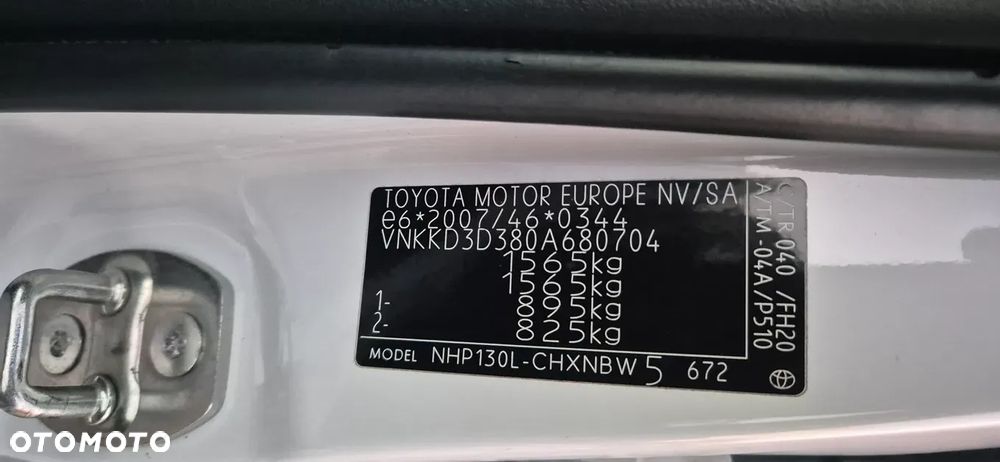 TOYOTA MOTOR EUROPE NV/SA
e6*2007/46*0344
VNKKD3D380A680704
1565kg
1565kg
1- 895kg
2- 825kg
MODEL NHP130L-CHXNBW 5 672
C/TR 040 /FH20
A/TM -04A/P510
OTOMOTO